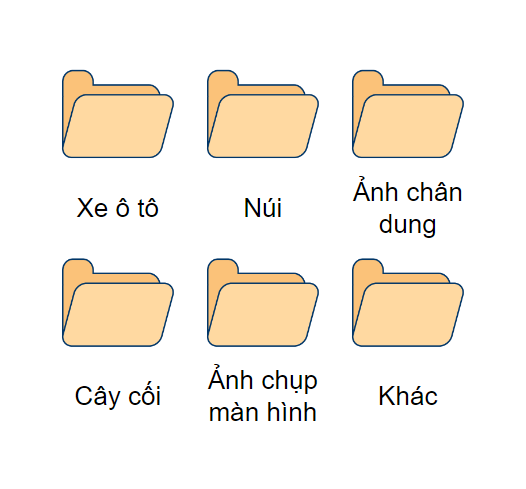 Xe ô tô
Núi
Ảnh chân
dung
Cây cối
Ảnh chụp
màn hình
Khác